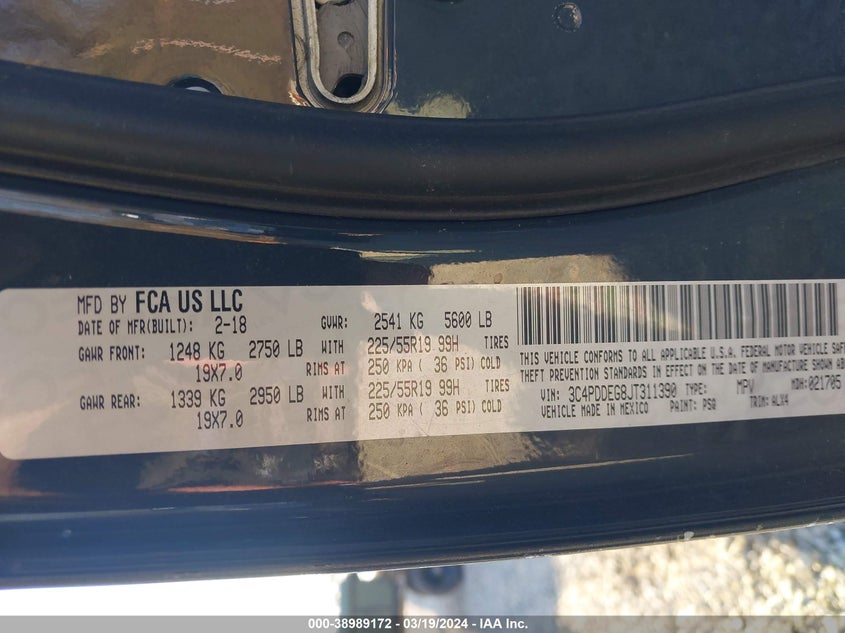 MFD BY FCA US LLC
DATE OF MFR(BUILT): 2-18 GVWR: 2541 KG 5600 LB
GAWR FRONT: 1248 KG 2750 LB WITH 225/55R19 99H TIRES
19X7.0 RIMS AT 250 KPA ( 36 PSI) COLD
GAWR REAR: 1339 KG 2950 LB WITH 225/55R19 99H TIRES
19X7.0 RIMS AT 250 KPA ( 36 PSI) COLD
THIS VEHICLE CONFORMS TO ALL APPLICABLE U.S.A. FEDERAL MOTOR VEHICLE SAFE
THEFT PREVENTION STANDARDS IN EFFECT ON THE DATE OF MANUFACTURE SHOWN ABO
VIN: 3C4PDDEG8JT311390 TYPE: MPV MDH: 021705
VEHICLE MADE IN MEXICO PAINT: PSQ TRIM: ALX4
000-38989172 — 03/19/2024 — IAA Inc.